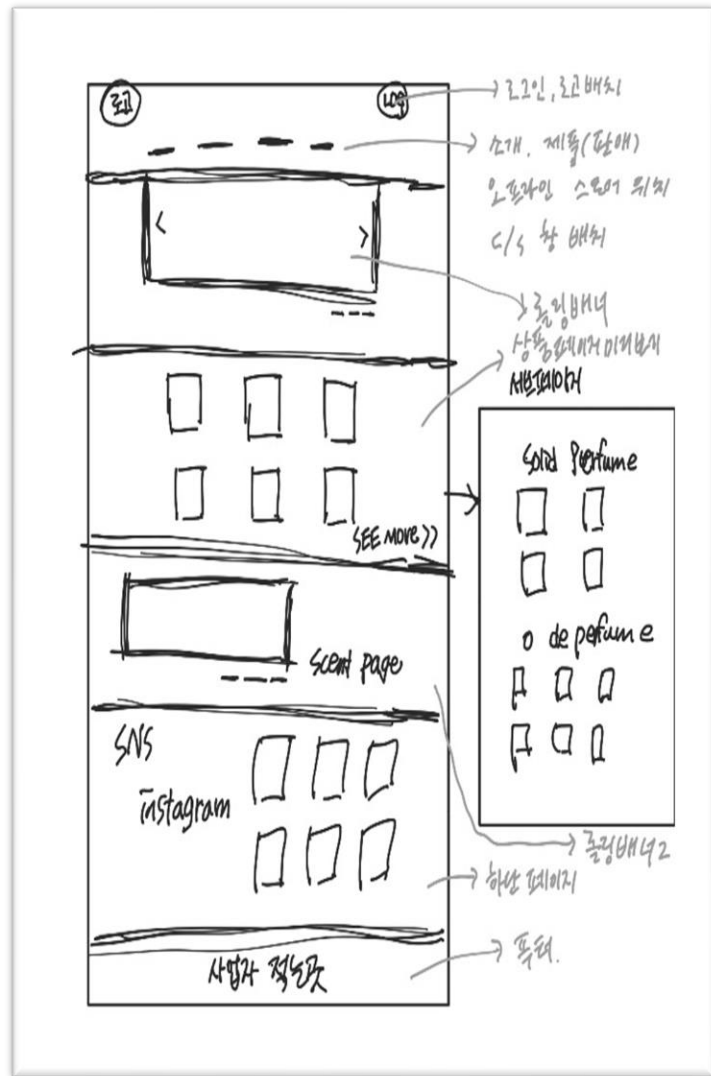 로고
LOG
로그인, 로고 배치
소개. 제품(판매)
오프라인 스토어 위치
C/S 창 배치
롤링배너
상품페이지 미리보기
서브페이지
SEE MORE >>
Solid Perfume
o de perfume
Scent page
SNS
instagram
롤링배너2
하단 페이지
사업자 적는곳
푸터.